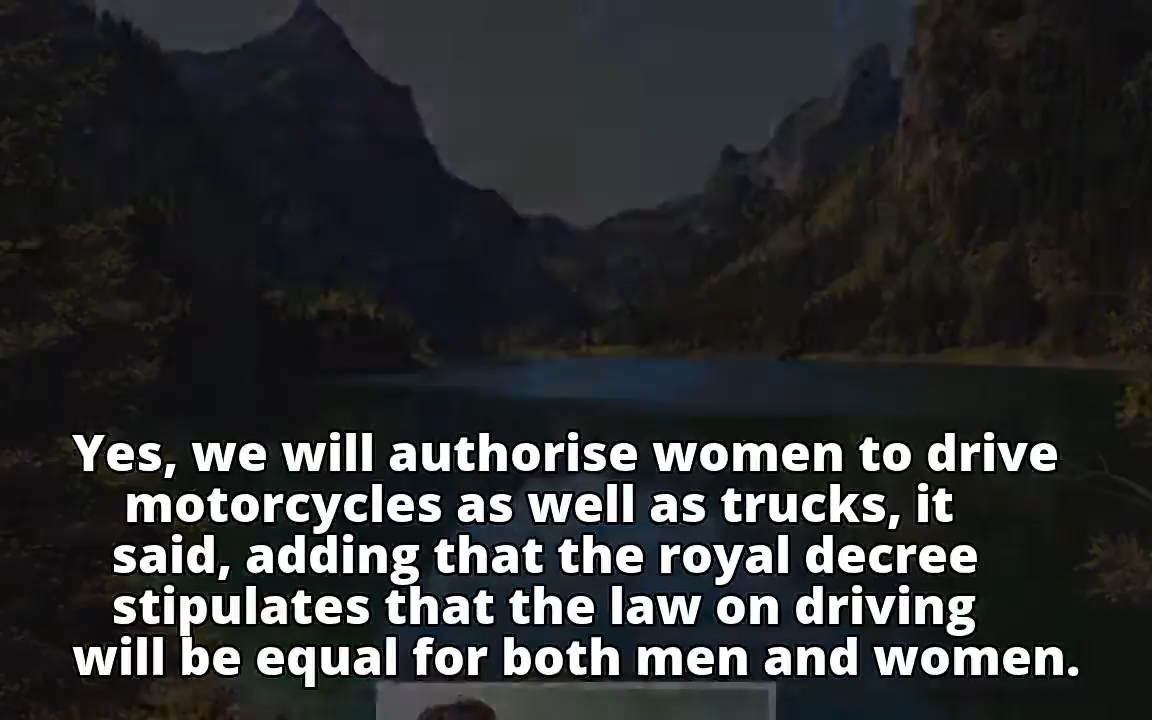 Yes, we will authorise women to drive
motorcycles as well as trucks, it
said, adding that the royal decree
stipulates that the law on driving
will be equal for both men and women.